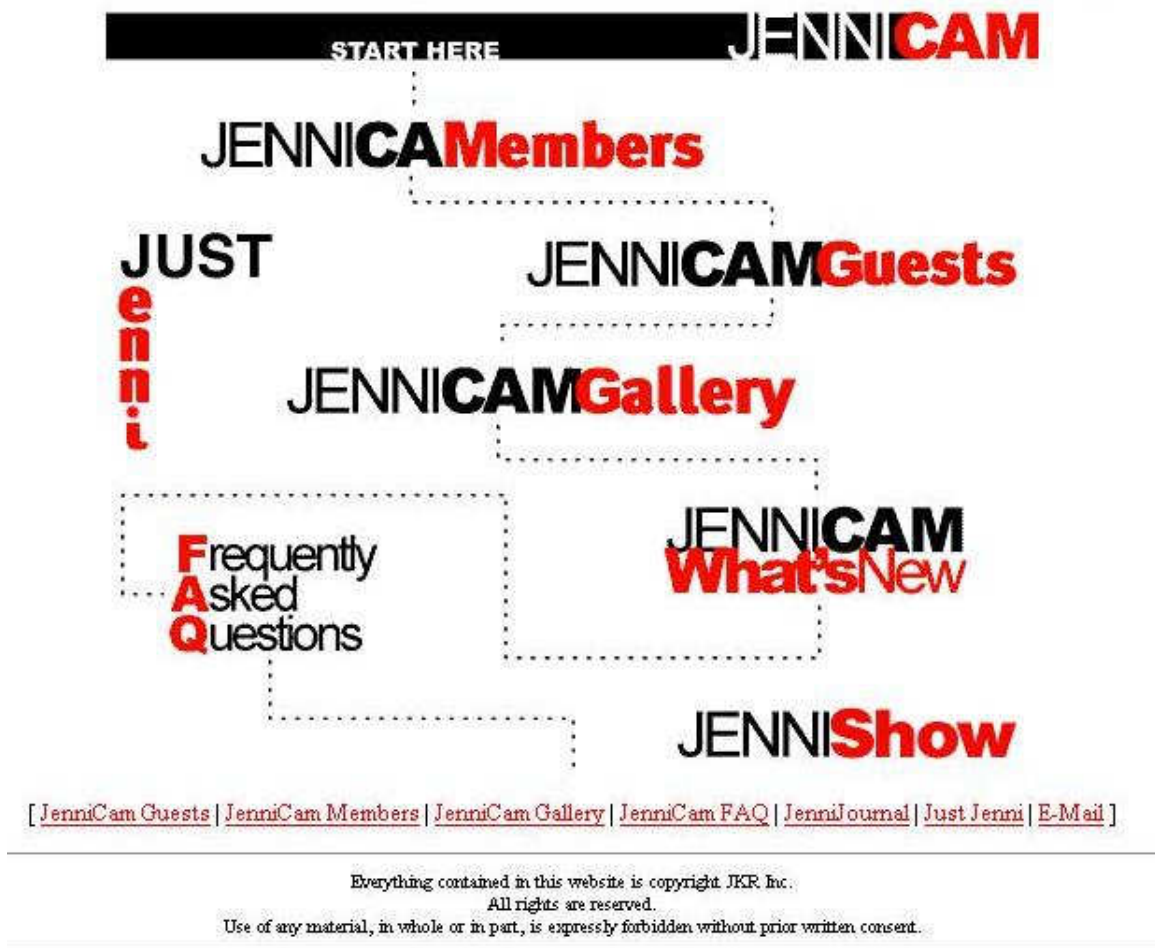 START HERE JENNICAM
JENNICAMembers
JUST
enni
JENNICAMGuests
JENNICAMGallery
JENNICAM
What'sNew
Frequently
Asked
Questions
JENNIShow
[ JenniCam Guests | JenniCam Members | JenniCam Gallery | JenniCam FAQ | JenniJournal | Just Jenni | E-Mail ]
Everything contained in this website is copyright JKR Inc.
All rights are reserved.
Use of any material, in whole or in part, is expressly forbidden without prior written consent.